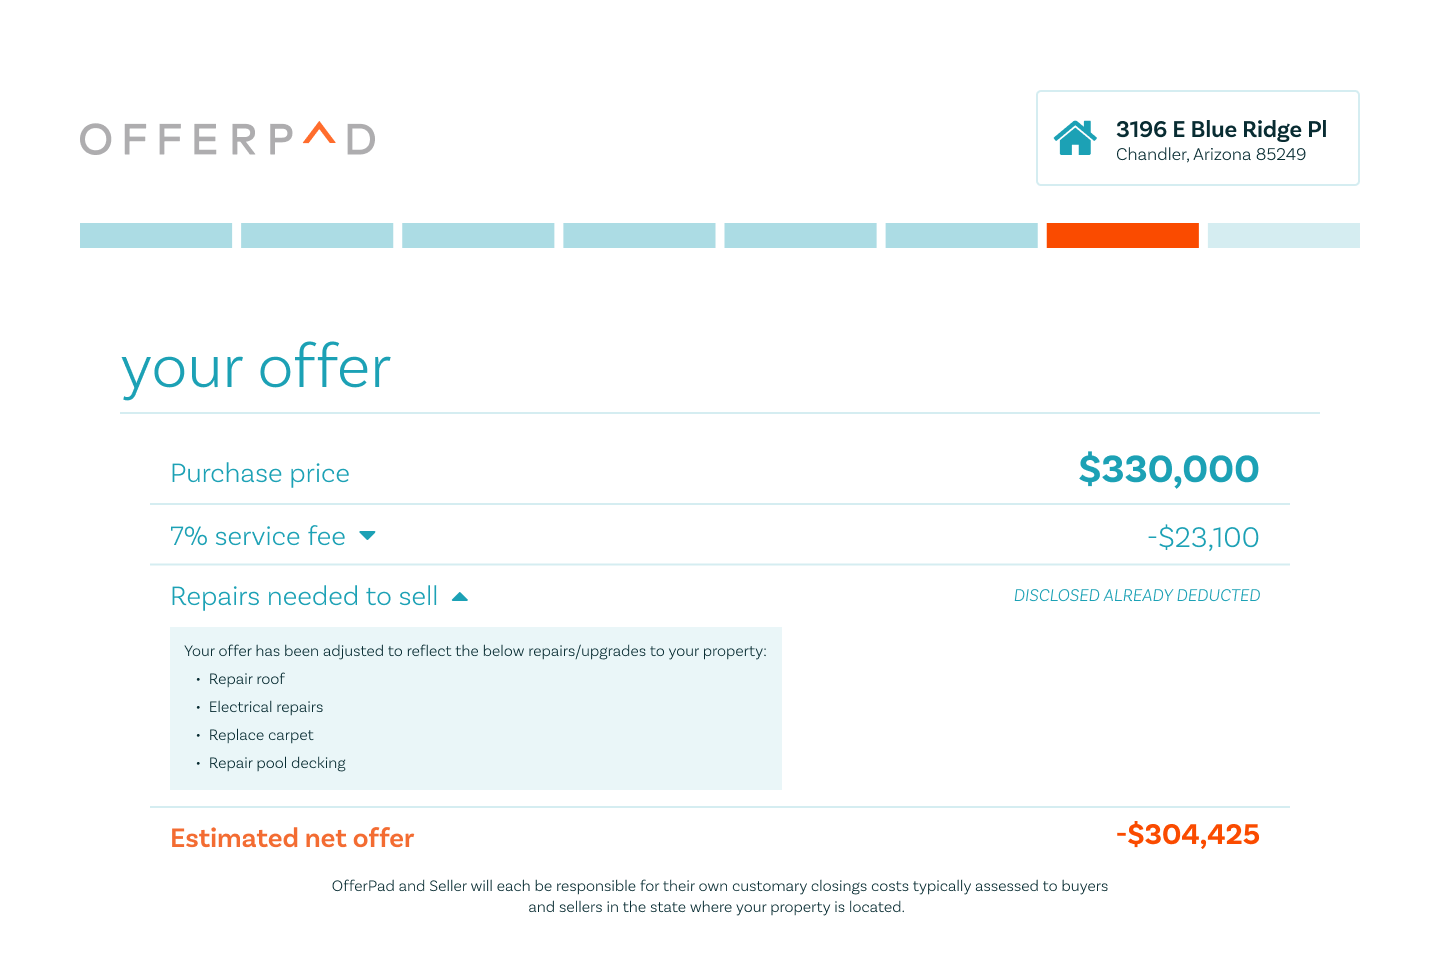 OFFERPAD
3196 E Blue Ridge Pl
Chandler, Arizona 85249
your offer
Purchase price
$330,000
7% service fee
-$23,100
Repairs needed to sell
DISCLOSED ALREADY DEDUCTED
Your offer has been adjusted to reflect the below repairs/upgrades to your property:
• Repair roof
• Electrical repairs
• Replace carpet
• Repair pool decking
Estimated net offer
-$304,425
OfferPad and Seller will each be responsible for their own customary closings costs typically assessed to buyers
and sellers in the state where your property is located.